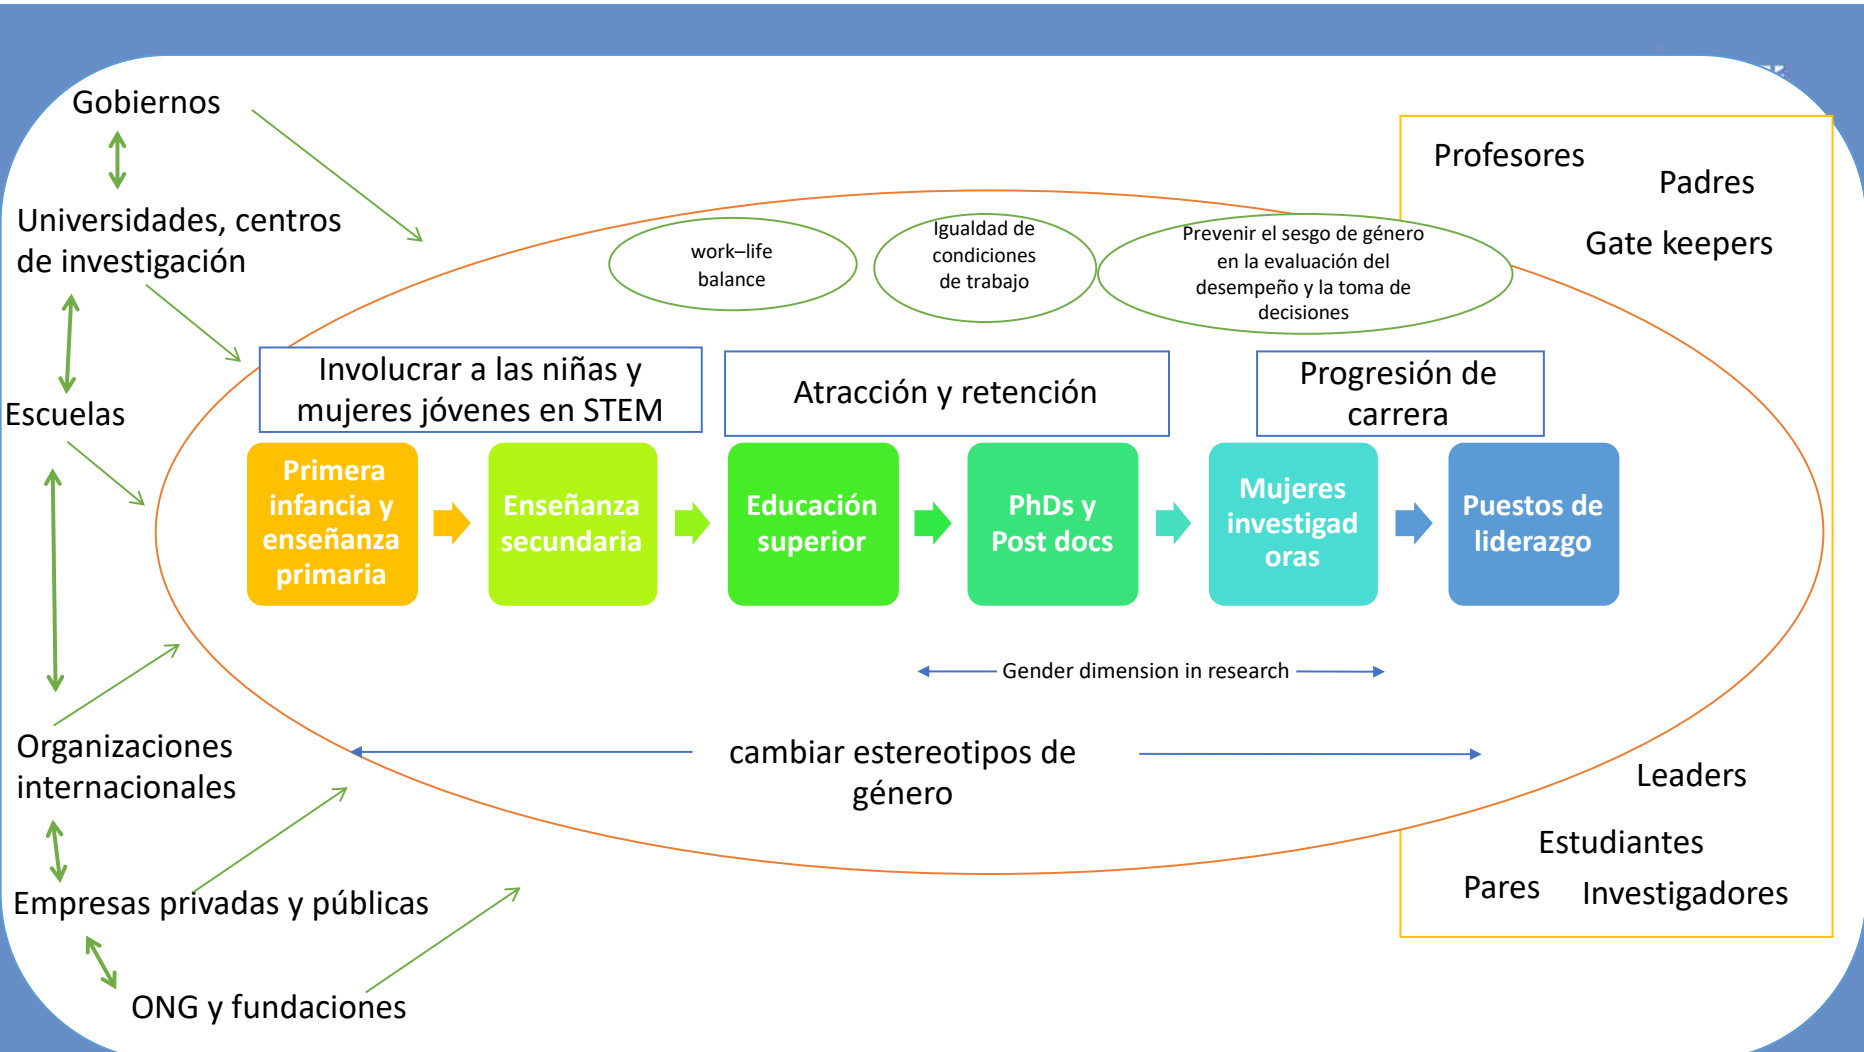 Gobiernos
Universidades, centros
de investigación
Escuelas
Organizaciones
internacionales
Empresas privadas y públicas
ONG y fundaciones
work–life
balance
Igualdad de
condiciones
de trabajo
Prevenir el sesgo de género
en la evaluación del
desempeño y la toma de
decisiones
Involucrar a las niñas y
mujeres jóvenes en STEM
Atracción y retención
Progresión de
carrera
Primera
infancia y
enseñanza
primaria
Enseñanza
secundaria
Educación
superior
PhDs y
Post docs
Mujeres
investigad
oras
Puestos de
liderazgo
Gender dimension in research
cambiar estereotipos de
género
Profesores
Padres
Gate keepers
Leaders
Estudiantes
Pares
Investigadores